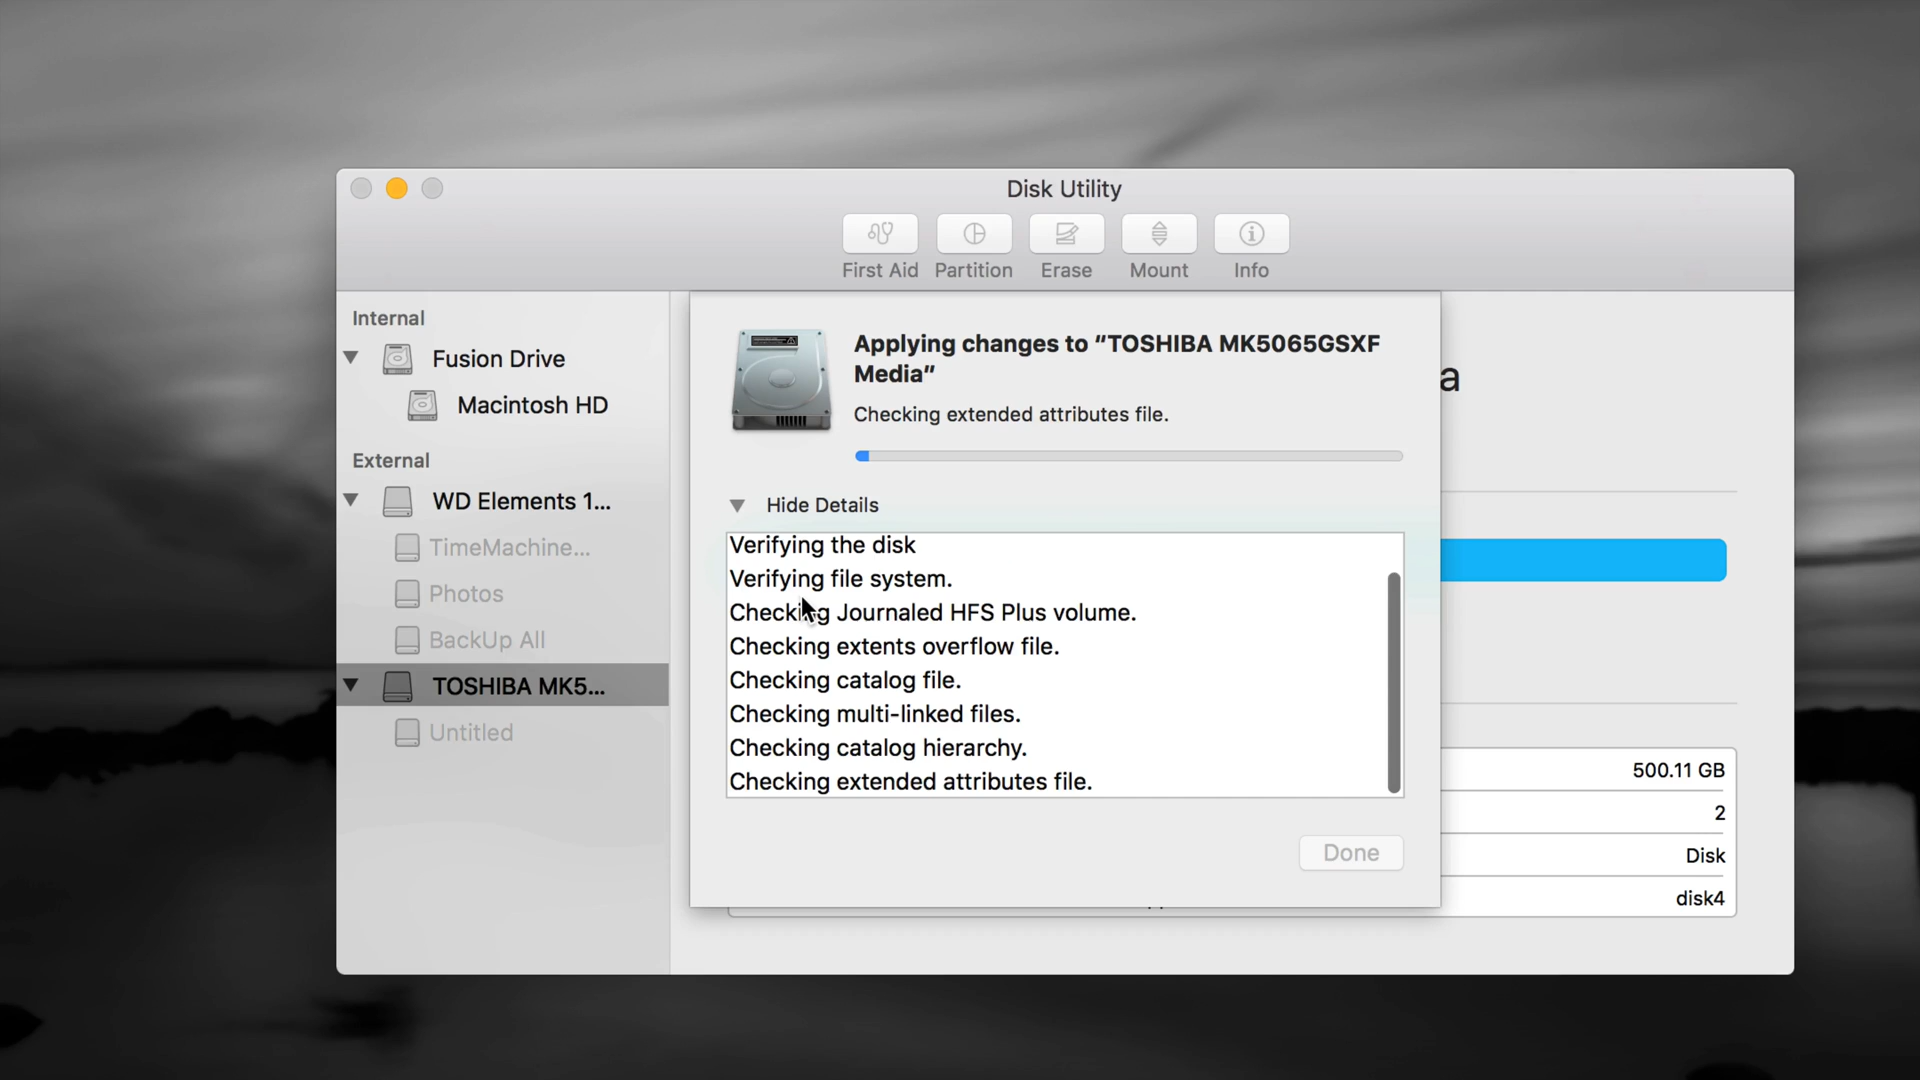 Disk Utility
First Aid
Partition
Erase
Mount
Info
Internal
Fusion Drive
Macintosh HD
External
WD Elements 1...
TimeMachine...
Photos
BackUp All
TOSHIBA MK5...
Untitled
Applying changes to “TOSHIBA MK5065GSXF
Media”
Checking extended attributes file.
Hide Details
Verifying the disk
Verifying file system.
Checking Journaled HFS Plus volume.
Checking extents overflow file.
Checking catalog file.
Checking multi-linked files.
Checking catalog hierarchy.
Checking extended attributes file.
Done
a
500.11 GB
2
Disk
disk4